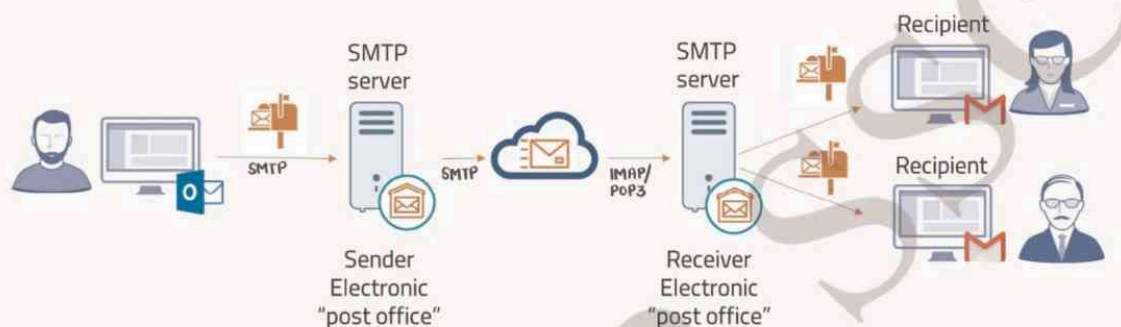 Recipient
SMTP
server
SMTP
server
SMTP
SMTP
IMAP/
POP3
O
Recipient
Sender
Electronic
"post office"
Receiver
Electronic
"post office"